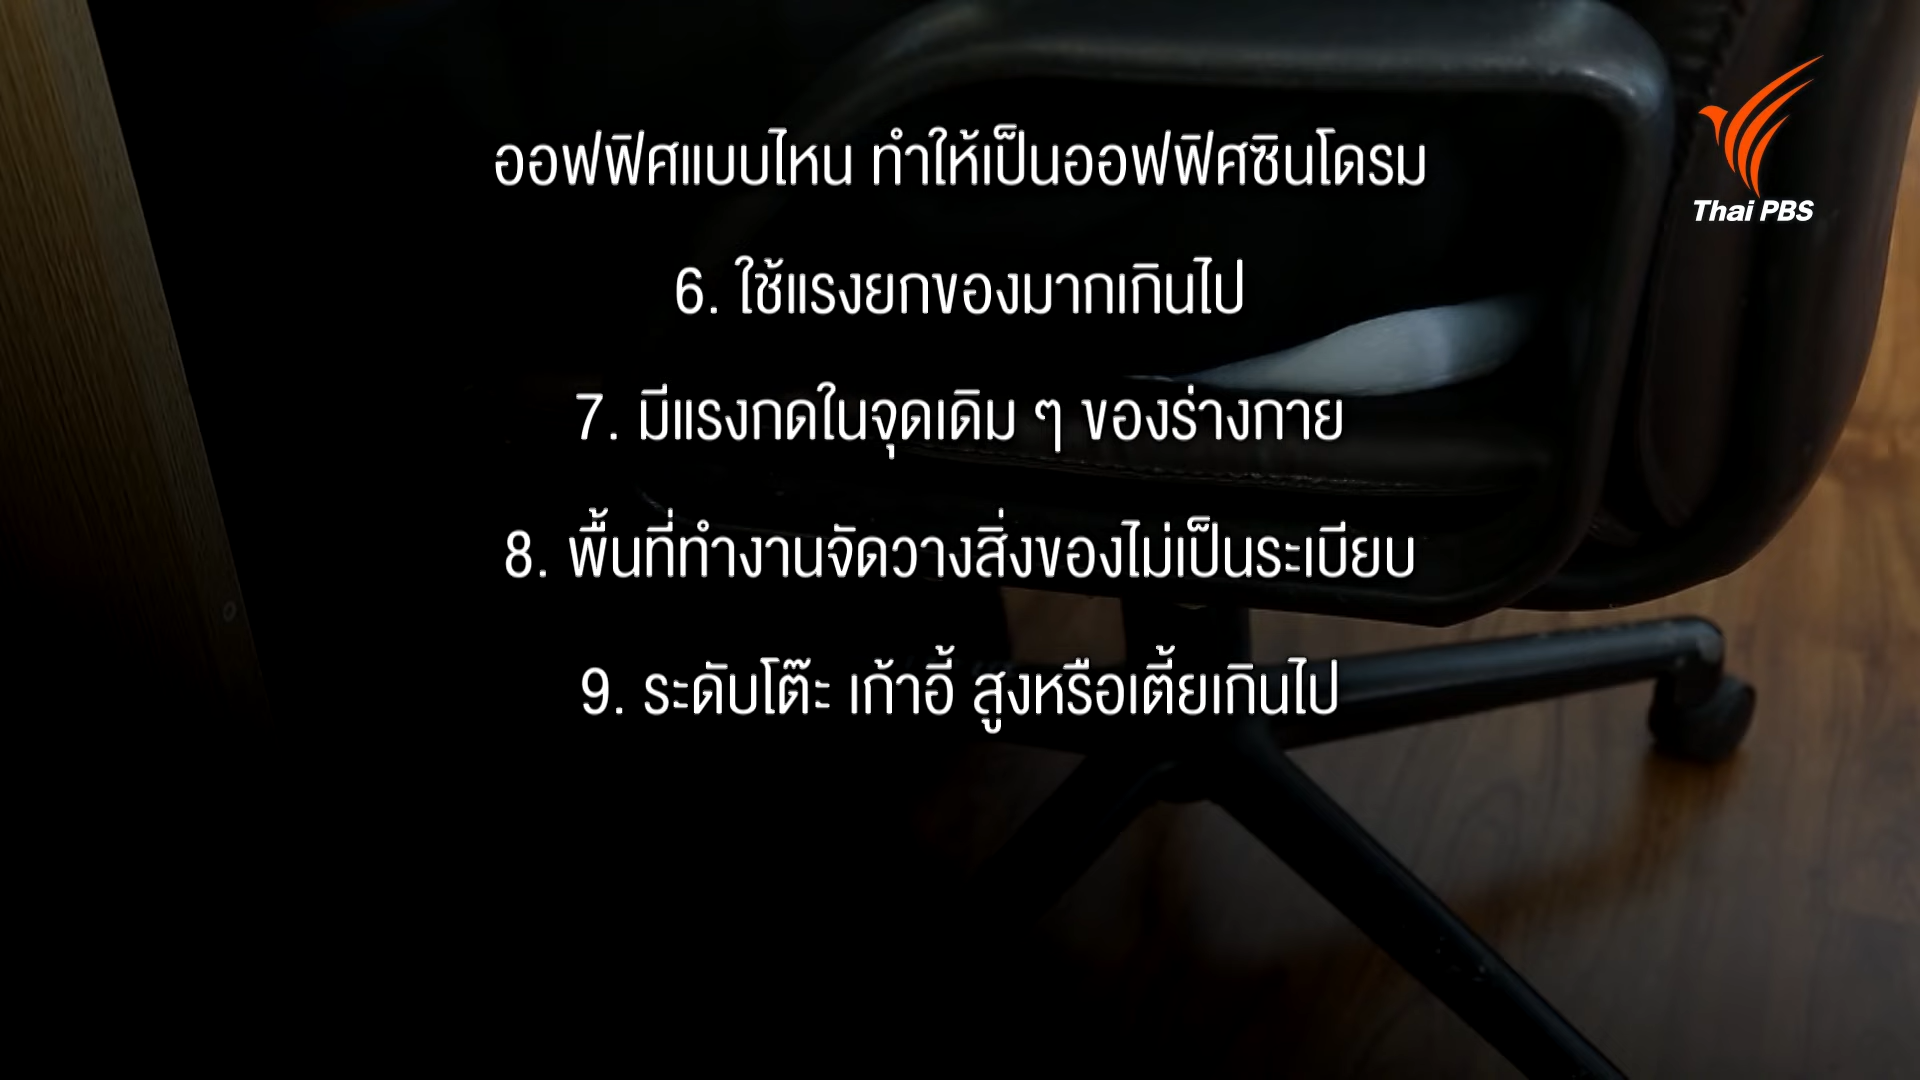 ออฟฟิศแบบไหน ทำให้เป็นออฟฟิศซินโดรม
Thai PBS
6. ใช้แรงยกของมากเกินไป
7. มีแรงกดในจุดเดิม ๆ ของร่างกาย
8. พื้นที่ทำงานจัดวางสิ่งของไม่เป็นระเบียบ
9. ระดับโต๊ะ เก้าอี้ สูงหรือเตี้ยเกินไป